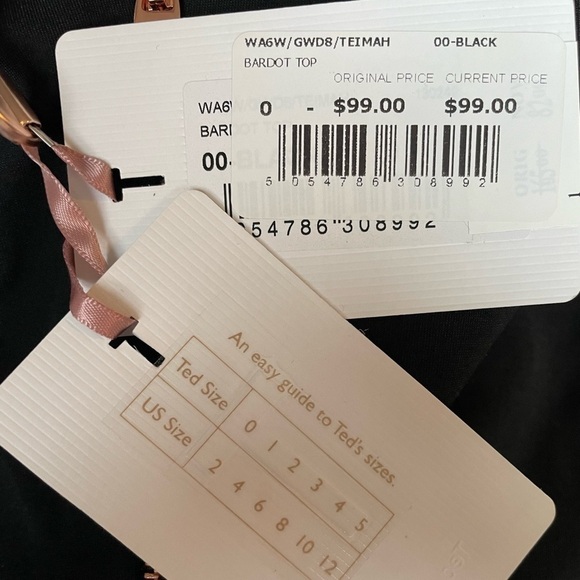 WA6W/GWD8/TEIMAH 00-BLACK
BARDOT TOP
ORIGINAL PRICE CURRENT PRICE
0 - $99.00 $99.00
5 054786 308992
WA6
BAR
00
54786 308992
An easy guide to Ted's sizes.
Ted Size 0 1 2 3 4 5
US Size 2 4 6 8 10 12